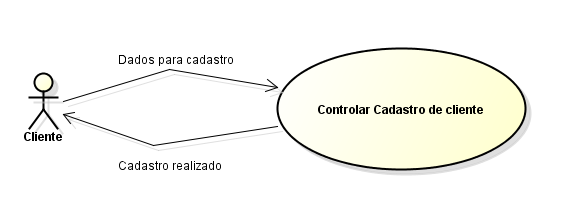 Dados para cadastro
Controlar Cadastro de cliente
Cliente
Cadastro realizado